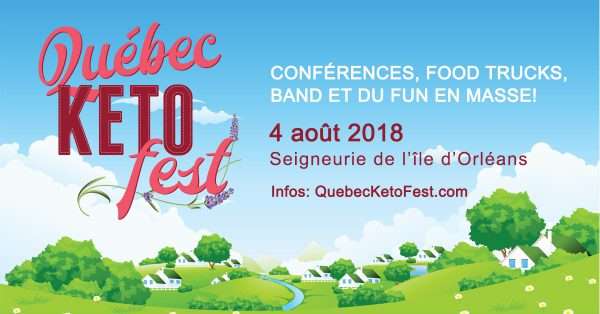 Québec
KETO
fest
CONFÉRENCES, FOOD TRUCKS,
BAND ET DU FUN EN MASSE!
4 août 2018
Seigneurie de l'île d'Orléans
Infos: QuebecKetoFest.com